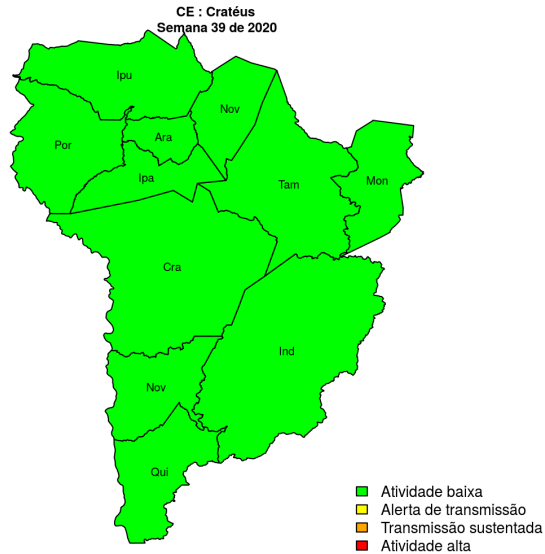 CE : Cratéus
Semana 39 de 2020
Ipu
Nov
Ara
Por
Ipa
Tam
Mon
Cra
Ind
Nov
Qui
Atividade baixa
Alerta de transmissão
Transmissão sustentada
Atividade alta